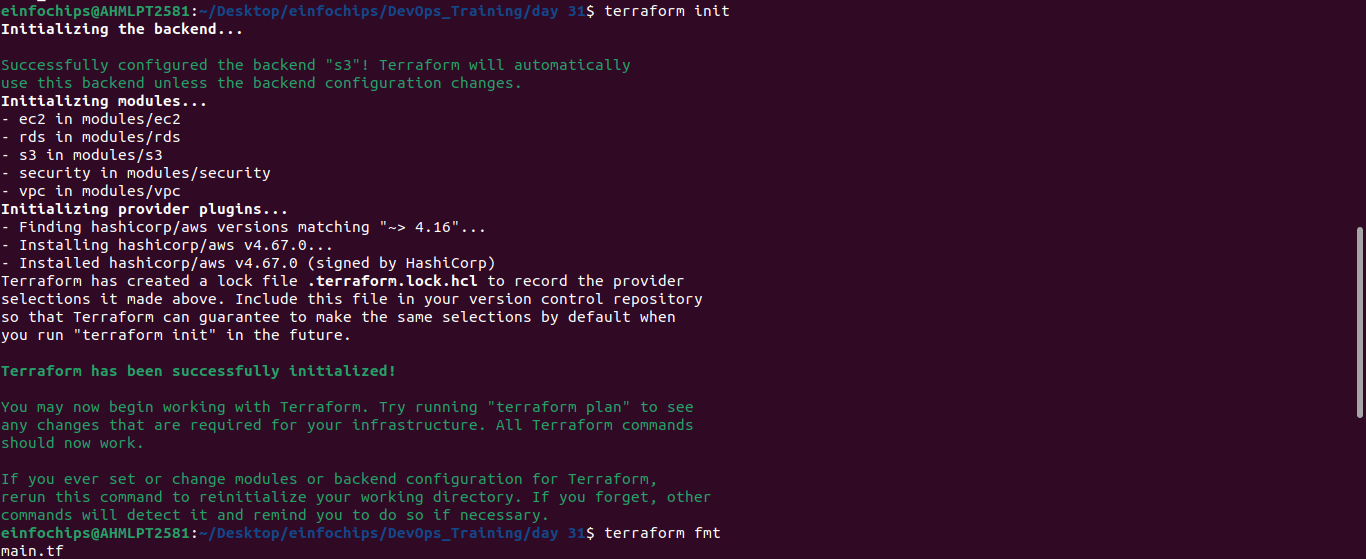 einfochips@AHMLPT2581:~/Desktop/einfochips/DevOps_Training/day 31$ terraform init
Initializing the backend...
Successfully configured the backend "s3"! Terraform will automatically
use this backend unless the backend configuration changes.
Initializing modules...
- ec2 in modules/ec2
- rds in modules/rds
- s3 in modules/s3
- security in modules/security
- vpc in modules/vpc
Initializing provider plugins...
- Finding hashicorp/aws versions matching "~> 4.16"...
- Installing hashicorp/aws v4.67.0...
- Installed hashicorp/aws v4.67.0 (signed by HashiCorp)
Terraform has created a lock file .terraform.lock.hcl to record the provider
selections it made above. Include this file in your version control repository
so that Terraform can guarantee to make the same selections by default when
you run "terraform init" in the future.
Terraform has been successfully initialized!
You may now begin working with Terraform. Try running "terraform plan" to see
any changes that are required for your infrastructure. All Terraform commands
should now work.
If you ever set or change modules or backend configuration for Terraform,
rerun this command to reinitialize your working directory. If you forget, other
commands will detect it and remind you to do so if necessary.
einfochips@AHMLPT2581:~/Desktop/einfochips/DevOps_Training/day 31$ terraform fmt
main.tf